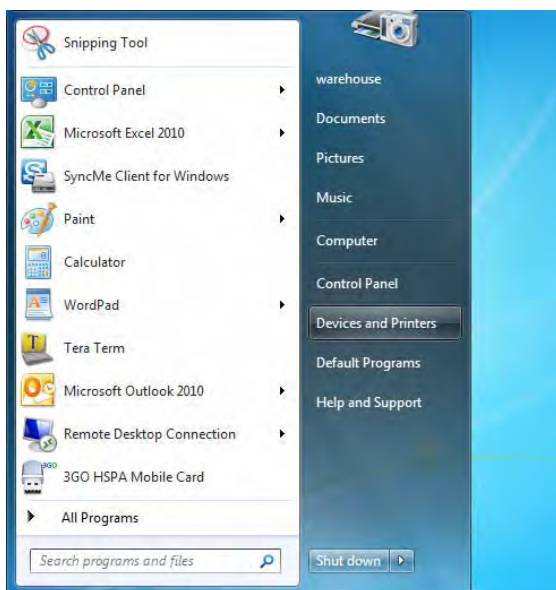 Snipping Tool
Control Panel
Microsoft Excel 2010
SyncMe Client for Windows
Paint
Calculator
WordPad
Tera Term
Microsoft Outlook 2010
Remote Desktop Connection
3GO
3GO HSPA Mobile Card
All Programs
Search programs and files
warehouse
Documents
Pictures
Music
Computer
Control Panel
Devices and Printers
Default Programs
Help and Support
Shut down